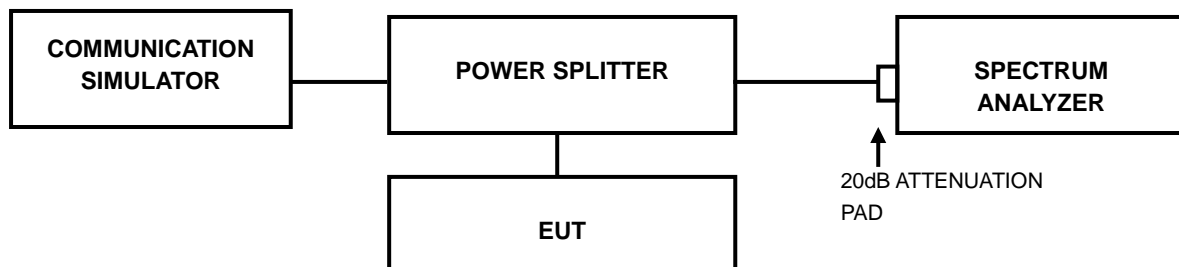 COMMUNICATION
SIMULATOR
POWER SPLITTER
SPECTRUM
ANALYZER
20dB ATTENUATION
PAD
EUT